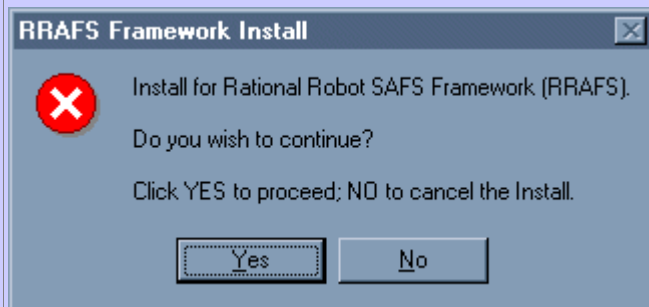 RRAFS Framework Install
Install for Rational Robot SAFS Framework (RRAFS).
Do you wish to continue?
Click YES to proceed; NO to cancel the Install.
Yes No